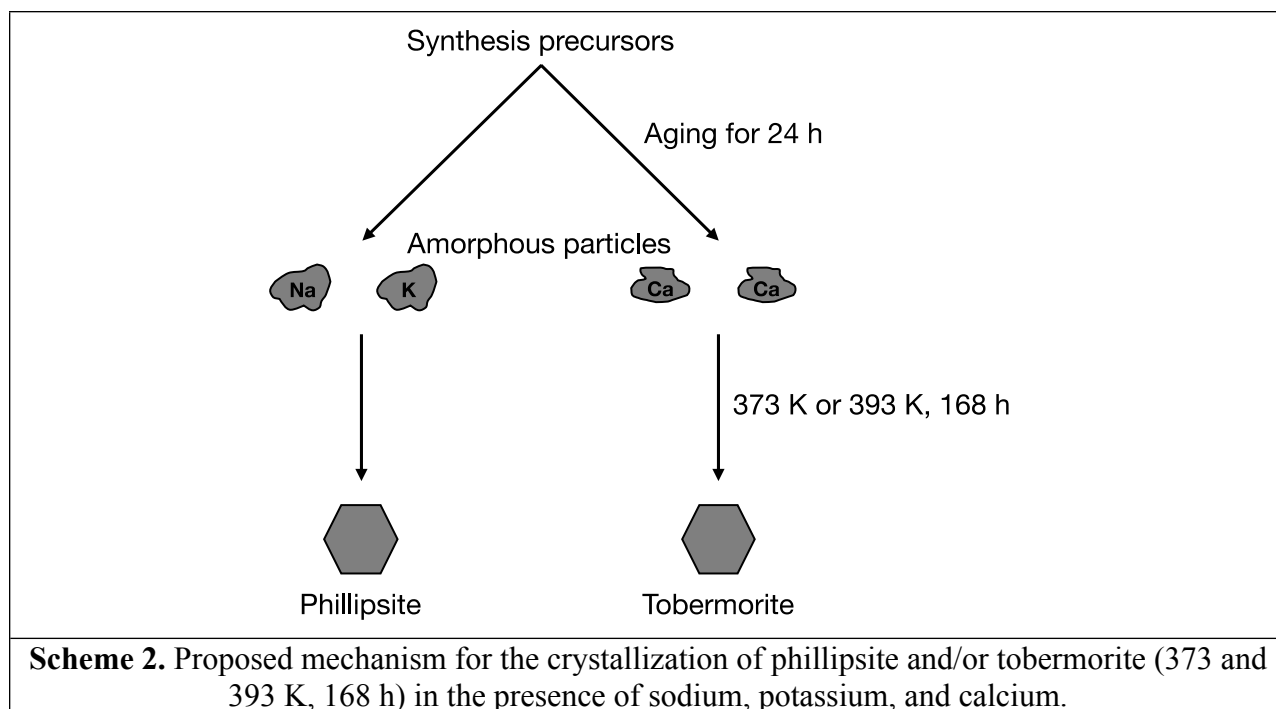 Synthesis precursors
Aging for 24 h
Amorphous particles
Na K Ca Ca
373 K or 393 K, 168 h
Phillipsite Tobermorite
Scheme 2. Proposed mechanism for the crystallization of phillipsite and/or tobermorite (373 and
393 K, 168 h) in the presence of sodium, potassium, and calcium.